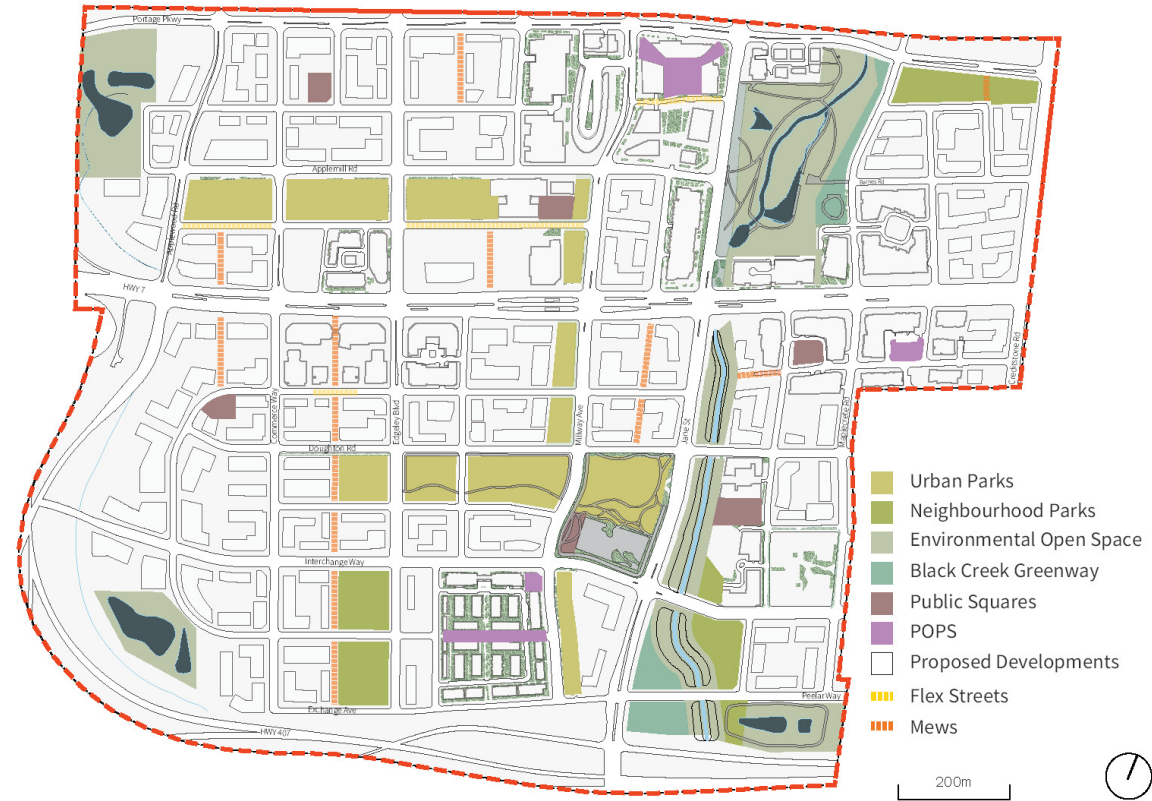 Portage Pkwy
Applemill Rd
Barnes Rd
Applewood Rd
HWY 7
Creditstone Rd
Commerce Way
Edgeley Blvd
Millway Ave
Jane St
Maplecrete Rd
Doughton Rd
Interchange Way
Exchange Ave
Peelar Way
HWY 407
Urban Parks
Neighbourhood Parks
Environmental Open Space
Black Creek Greenway
Public Squares
POPS
Proposed Developments
Flex Streets
Mews
200m